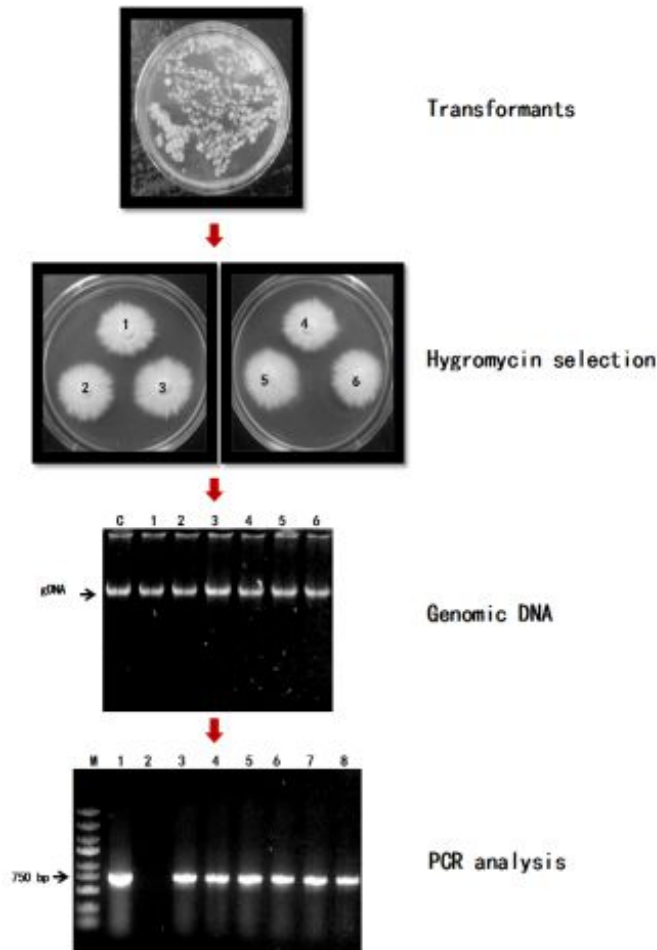 Transformants
1
2 3
4
5 6
Hygromycin selection
C 1 2 3 4 5 6
gDNA
Genomic DNA
M 1 2 3 4 5 6 7 8
750 bp
PCR analysis